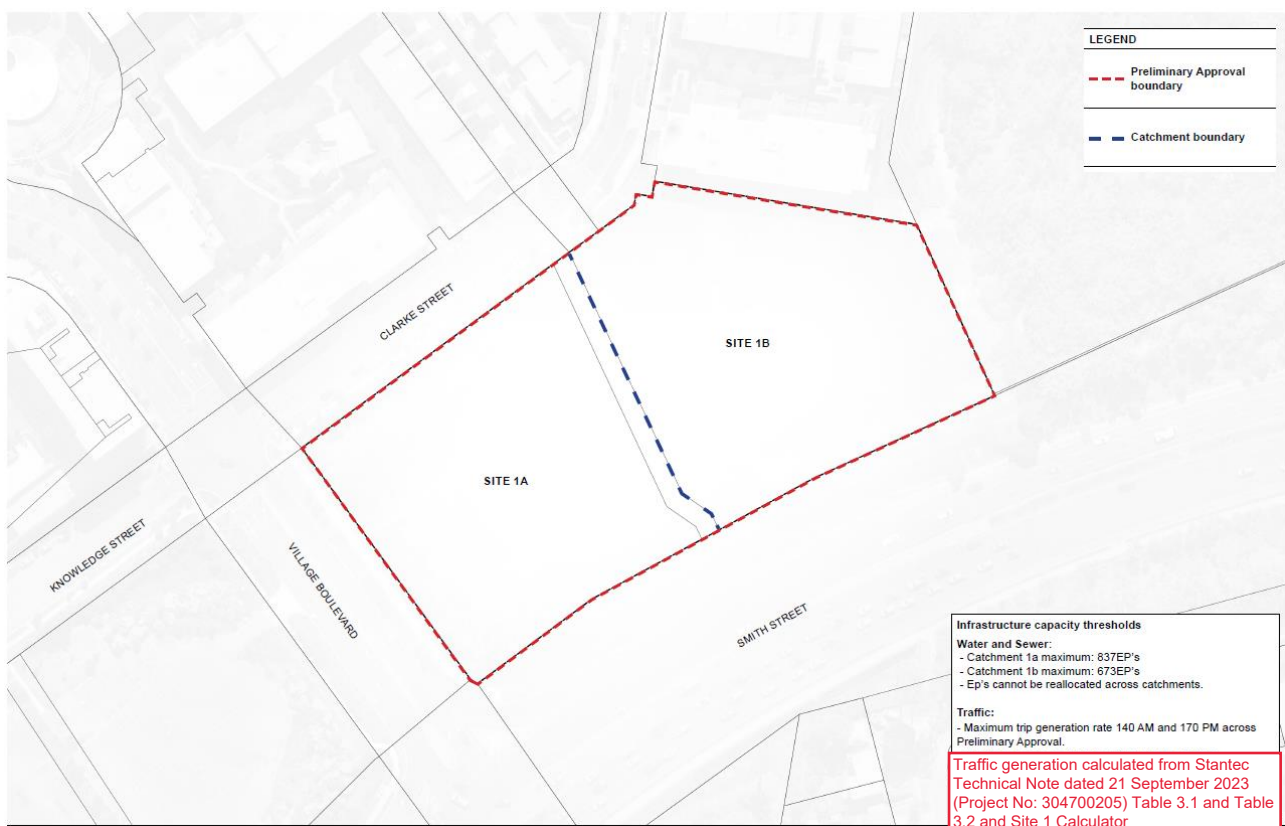 LEGEND
Preliminary Approval
boundary
Catchment boundary
CLARKE STREET
SITE 1B
SITE 1A
KNOWLEDGE STREET
VILLAGE BOULEVARD
SMITH STREET
Infrastructure capacity thresholds
Water and Sewer:
- Catchment 1a maximum: 837EP's
- Catchment 1b maximum: 673EP's
- Ep's cannot be reallocated across catchments.
Traffic:
- Maximum trip generation rate 140 AM and 170 PM across
Preliminary Approval.
Traffic generation calculated from Stantec
Technical Note dated 21 September 2023
(Project No: 304700205) Table 3.1 and Table
3.2 and Site 1 Calculator